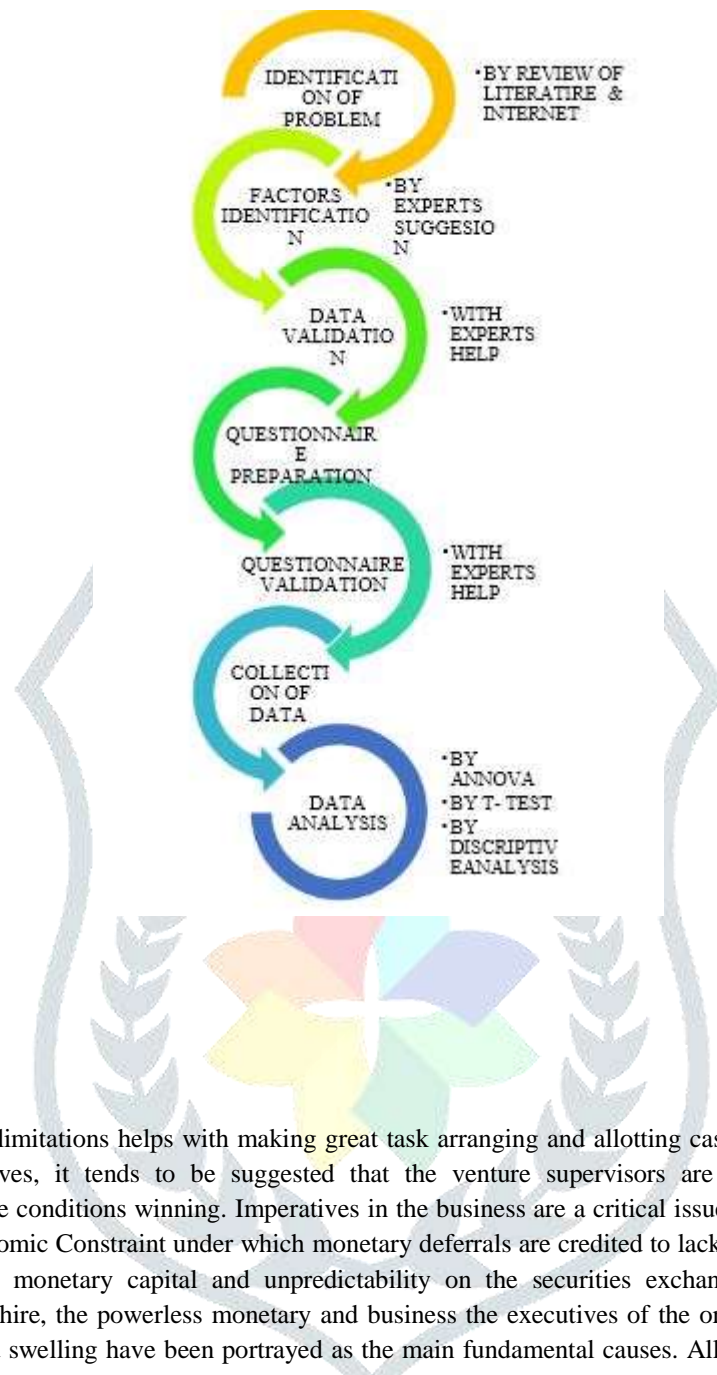 IDENTIFICATI
ON OF
PROBLEM
•BY REVIEW OF
LITERATIRE &
INTERNET
FACTORS
IDENTIFICATIO
N
•BY
EXPERTS
SUGGESIO
N
DATA
VALIDATIO
N
•WITH
EXPERTS
HELP
QUESTIONNAIR
E
PREPARATION
QUESTIONNAIRE
VALIDATION
•WITH
EXPERTS
HELP
COLLECTI
ON OF
DATA
DATA
ANALYSIS
•BY
ANNOVA
•BY T- TEST
•BY
DISCRIPTIV
EANALYSIS
limitations helps with making great task arranging and allotting cas
ves, it tends to be suggested that the venture supervisors are
e conditions winning. Imperatives in the business are a critical issue
omic Constraint under which monetary deferrals are credited to lack
monetary capital and unpredictability on the securities exchan
hire, the powerless monetary and business the executives of the or
swelling have been portrayed as the main fundamental causes. All